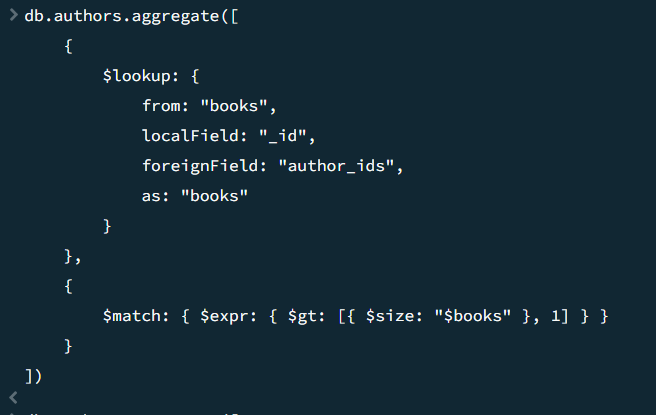 > db.authors.aggregate([
{
$lookup: {
from: "books",
localField: "_id",
foreignField: "author_ids",
as: "books"
}
},
{
$match: { $expr: { $gt: [{ $size: "$books" }, 1] } }
}
])
<